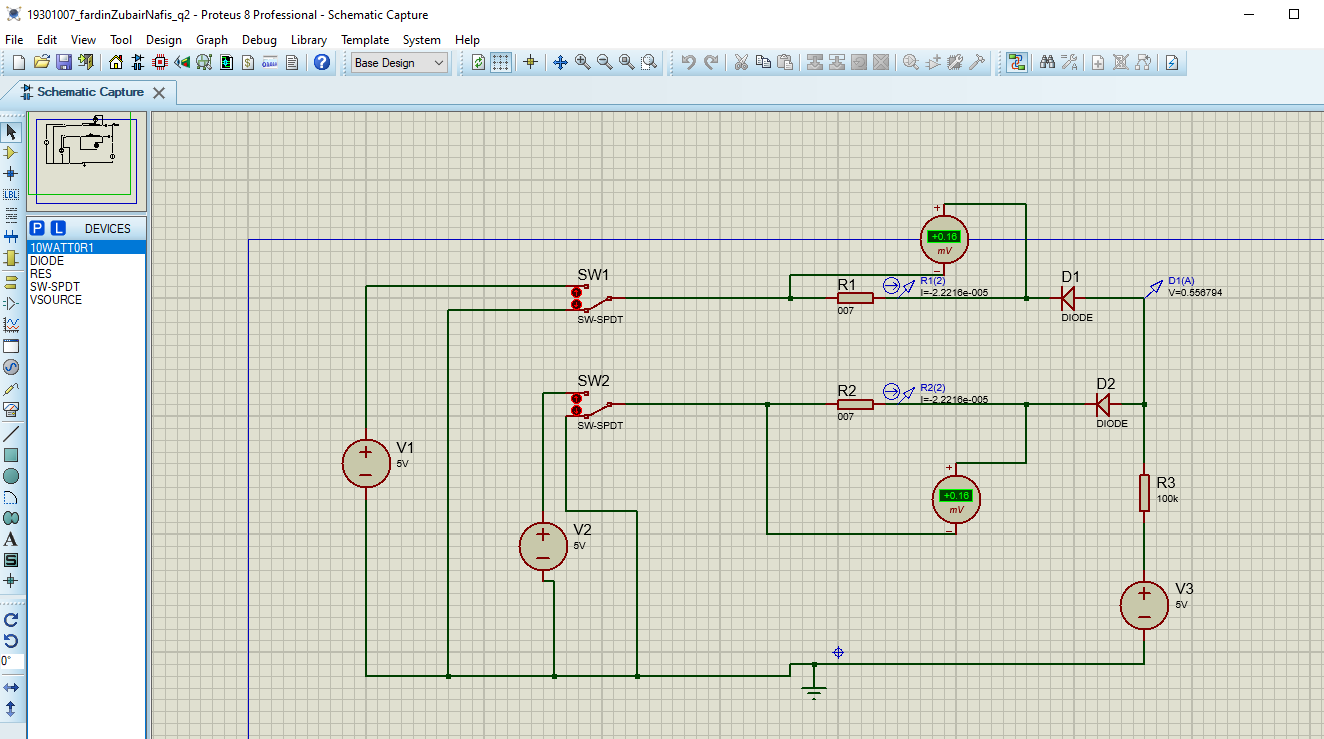 19301007_fardinZubairNafis_q2 - Proteus 8 Professional - Schematic Capture
File Edit View Tool Design Graph Debug Library Template System Help
Base Design
Schematic Capture
LBL
P L DEVICES
10WATT0R1
DIODE
RES
SW-SPDT
VSOURCE
A
S
0°
+
+0.16
mV
SW1
SW-SPDT
R1
007
R1(2)
I=-2.2216e-005
D1
DIODE
D1(A)
V=0.556794
SW2
SW-SPDT
R2
007
R2(2)
I=-2.2216e-005
D2
DIODE
V1
5V
+
+0.16
mV
R3
100k
V2
5V
V3
5V